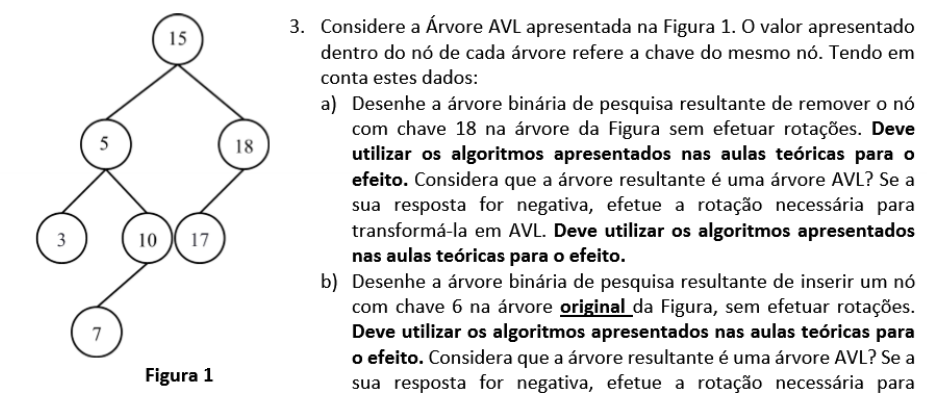 15
5
18
3
10
17
7
Figura 1
3. Considere a Árvore AVL apresentada na Figura 1. O valor apresentado
dentro do nó de cada árvore refere a chave do mesmo nó. Tendo em
conta estes dados:
a) Desenhe a árvore binária de pesquisa resultante de remover o nó
com chave 18 na árvore da Figura sem efetuar rotações. Deve
utilizar os algoritmos apresentados nas aulas teóricas para o
efeito. Considera que a árvore resultante é uma árvore AVL? Se a
sua resposta for negativa, efetue a rotação necessária para
transformá-la em AVL. Deve utilizar os algoritmos apresentados
nas aulas teóricas para o efeito.
b) Desenhe a árvore binária de pesquisa resultante de inserir um nó
com chave 6 na árvore original da Figura, sem efetuar rotações.
Deve utilizar os algoritmos apresentados nas aulas teóricas para
o efeito. Considera que a árvore resultante é uma árvore AVL? Se a
sua resposta for negativa, efetue a rotação necessária para